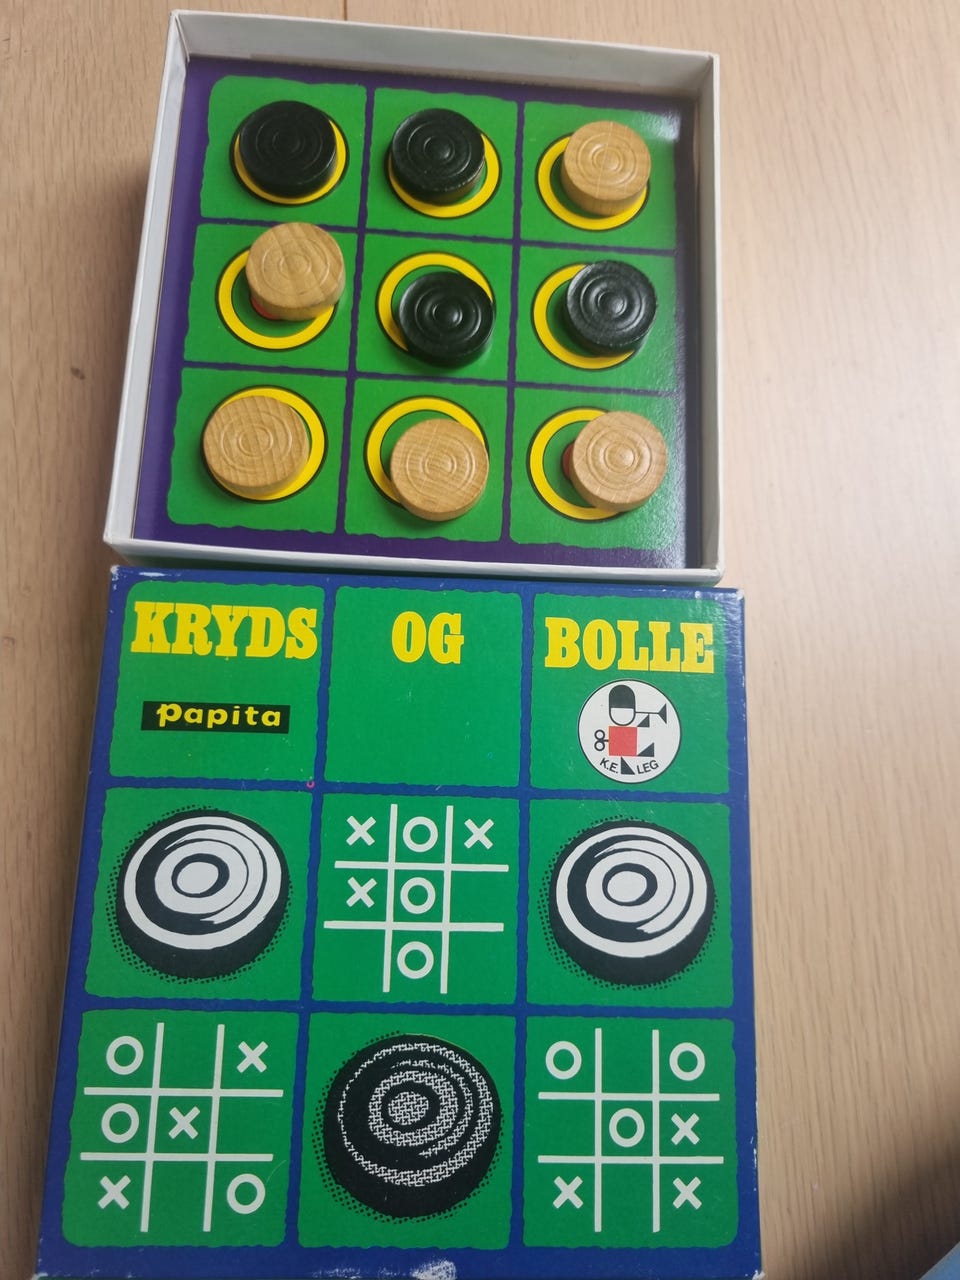 KRYDS OG BOLLE
papita
K.E. LEG
X O X
X O
O
O X
O X
X O
O O
O X
X X